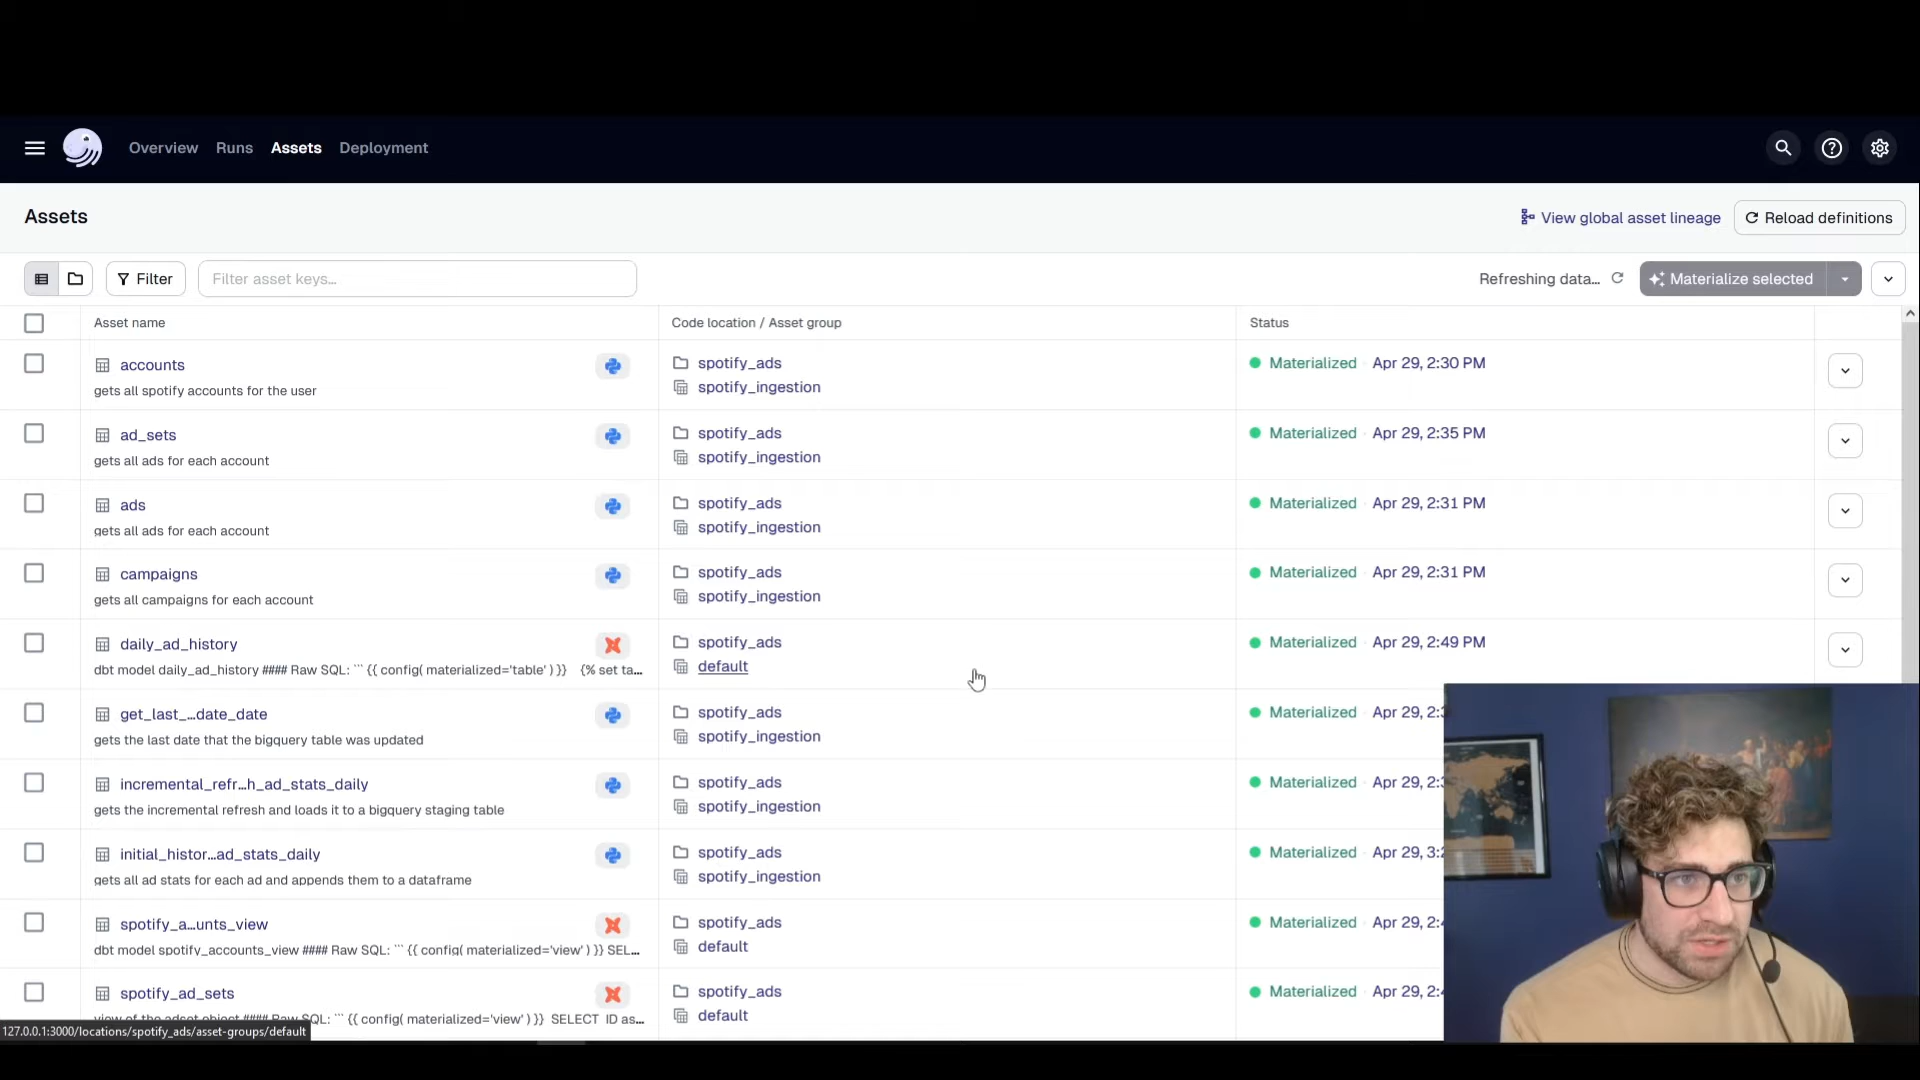 Overview Runs Assets Deployment
Assets
View global asset lineage Reload definitions
Filter Filter asset keys... Refreshing data... Materialize selected
Asset name Code location / Asset group Status
accounts spotify_ads Materialized Apr 29, 2:30 PM
gets all spotify accounts for the user spotify_ingestion
ad_sets spotify_ads Materialized Apr 29, 2:35 PM
gets all ads for each account spotify_ingestion
ads spotify_ads Materialized Apr 29, 2:31 PM
gets all ads for each account spotify_ingestion
campaigns spotify_ads Materialized Apr 29, 2:31 PM
gets all campaigns for each account spotify_ingestion
daily_ad_history spotify_ads Materialized Apr 29, 2:49 PM
dbt model daily_ad_history #### Raw SQL: ``` {{ config( materialized='table' ) }} {% set ta... default
get_last_...date_date spotify_ads Materialized Apr 29,
gets the last date that the bigquery table was updated spotify_ingestion
incremental_refr...h_ad_stats_daily spotify_ads Materialized Apr 29,
gets the incremental refresh and loads it to a bigquery staging table spotify_ingestion
initial_histor...ad_stats_daily spotify_ads Materialized Apr 29,
gets all ad stats for each ad and appends them to a dataframe spotify_ingestion
spotify_a...unts_view spotify_ads Materialized Apr 29,
dbt model spotify_accounts_view #### Raw SQL: ``` {{ config( materialized='view' ) }} SEL... default
spotify_ad_sets spotify_ads Materialized Apr 29,
view of the adset object #### Raw SQL: ``` {{ config( materialized='view' ) }} SELECT ID as... default
127.0.0.1:3000/locations/spotify_ads/asset-groups/default